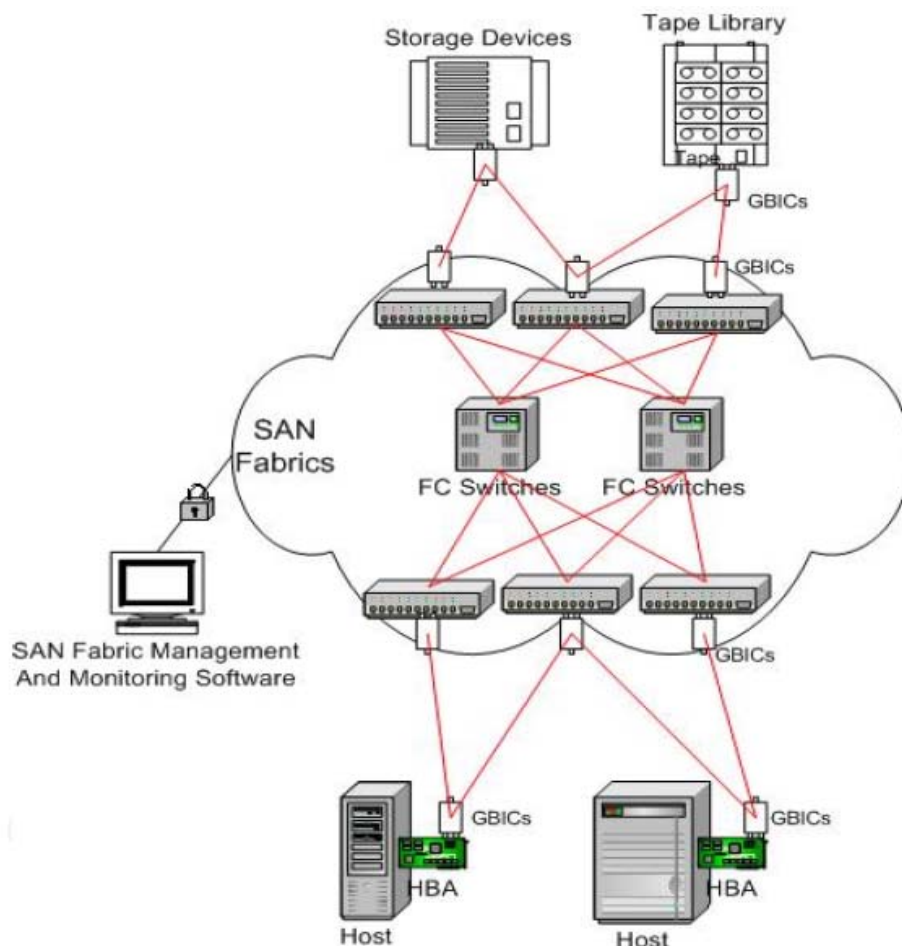 Storage Devices
Tape Library
Tape
GBICs
GBICs
SAN
Fabrics
FC Switches
FC Switches
SAN Fabric Management
And Monitoring Software
GBICs
GBICs
GBICs
HBA
HBA
Host
Host